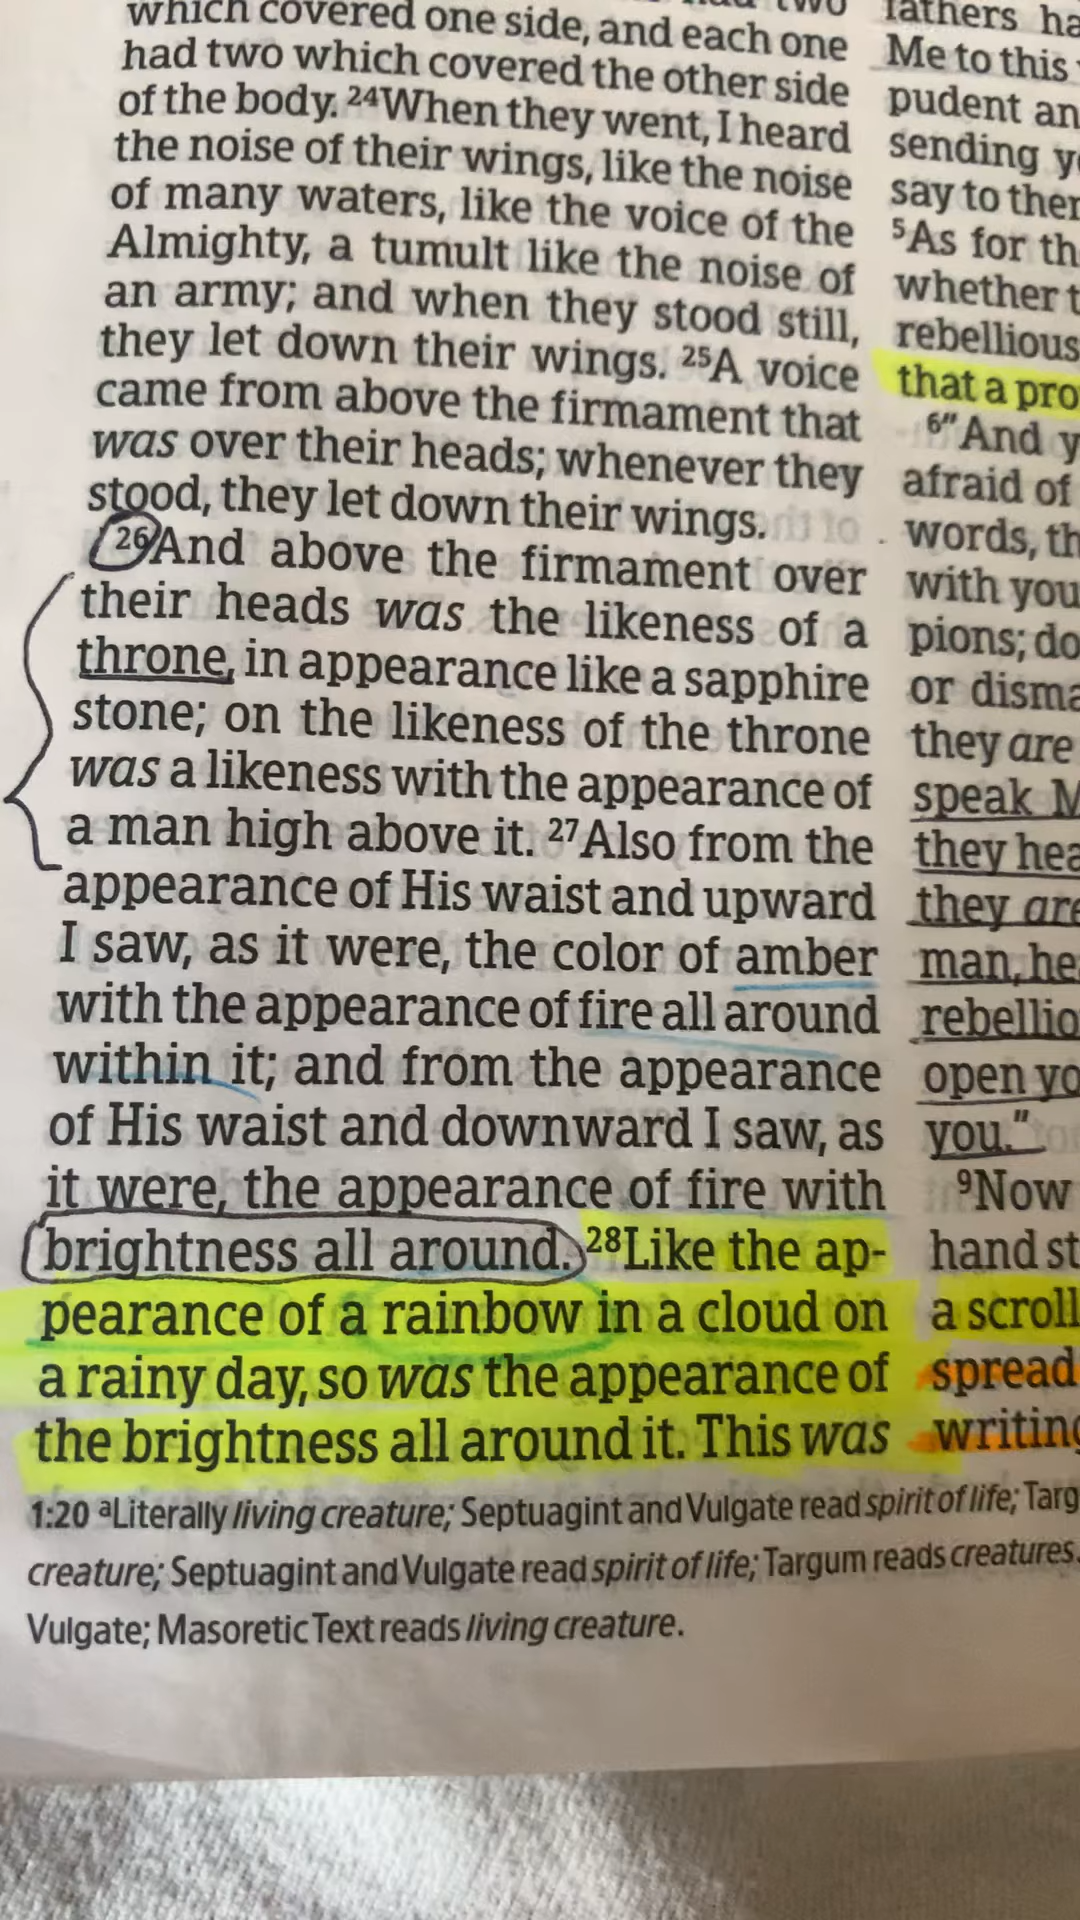 which covered one side, and each one
had two which covered the other side
of the body. 24When they went, I heard
the noise of their wings, like the noise
of many waters, like the voice of the
Almighty, a tumult like the noise of
an army; and when they stood still,
they let down their wings. 25A voice
came from above the firmament that
was over their heads; whenever they
stood, they let down their wings.
26And above the firmament over
their heads was the likeness of a
throne, in appearance like a sapphire
stone; on the likeness of the throne
was a likeness with the appearance of
a man high above it. 27Also from the
appearance of His waist and upward
I saw, as it were, the color of amber
with the appearance of fire all around
within it; and from the appearance
of His waist and downward I saw, as
it were, the appearance of fire with
brightness all around. 28Like the ap-
pearance of a rainbow in a cloud on
a rainy day, so was the appearance of
the brightness all around it. This was
fathers ha
Me to this
pudent an
sending y
say to ther
5As for th
whether t
rebellious
that a pro
6"And y
afraid of
words, th
with you
pions; do
or disma
they are
speak M
they hea
they are
man, he
rebellio
open yo
you."
9Now
hand st
a scroll
spread
writing
1:20 aLiterally living creature; Septuagint and Vulgate read spirit of life; Targ
creature; Septuagint and Vulgate read spirit of life; Targum reads creatures.
Vulgate; Masoretic Text reads living creature.